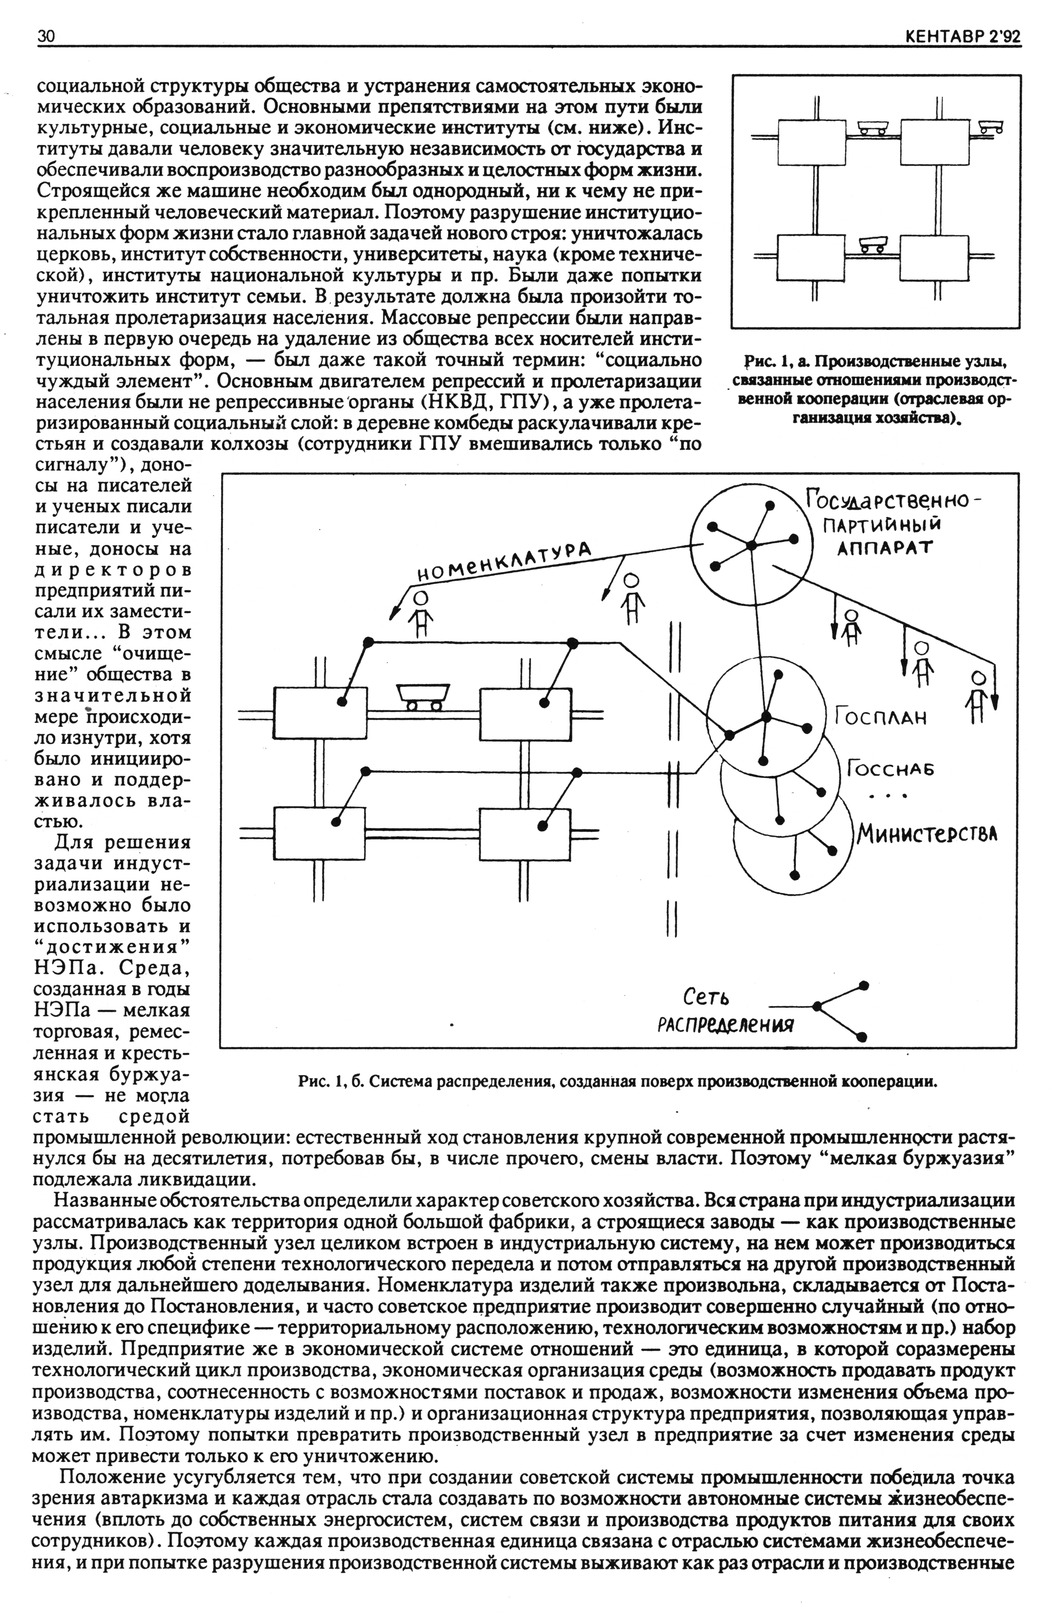 30
КЕНТАВР 2'92
социальной структуры общества и устранения самостоятельных эконо-
мических образований. Основными препятствиями на этом пути были
культурные, социальные и экономические институты (см. ниже). Инс-
титуты давали человеку значительную независимость от государства и
обеспечивали воспроизводство разнообразных и целостных форм жизни.
Строящейся же машине необходим был однородный, ни к чему не при-
крепленный человеческий материал. Поэтому разрушение институцио-
нальных форм жизни стало главной задачей нового строя: уничтожалась
церковь, институт собственности, университеты, наука (кроме техниче-
ской), институты национальной культуры и пр. Были даже попытки
уничтожить институт семьи. В результате должна была произойти то-
тальная пролетаризация населения. Массовые репрессии были направ-
лены в первую очередь на удаление из общества всех носителей инсти-
туциональных форм, — был даже такой точный термин: “социально
чуждый элемент”. Основным двигателем репрессий и пролетаризации
населения были не репрессивные органы (НКВД, ГПУ), а уже пролета-
ризированный социальный слой: в деревне комбеды раскулачивали кре-
стьян и создавали колхозы (сотрудники ГПУ вмешивались только “по
сигналу”), доно-
сы на писателей
и ученых писали
писатели и уче-
ные, доносы на
директоров
предприятий пи-
сали их замести-
тели... В этом
смысле “очище-
ние” общества в
значительной
мере происходи-
ло изнутри, хотя
было иницииро-
вано и поддер-
живалось вла-
стью.
Для решения
задачи индуст-
риализации не-
возможно было
использовать и
“достижения”
НЭПа. Среда,
созданная в годы
НЭПа — мелкая
торговая, ремес-
ленная и кресть-
янская буржуа-
зия — не могла
стать средой
Рис. 1, а. Производственные узлы,
связанные отношениями производст-
венной кооперации (отраслевая ор-
ганизация хозяйства).
Государственно-
партийный
аппарат
номенклатура
Госплан
Госснаб
...
Министерства
Сеть
распределения
Рис. 1, б. Система распределения, созданная поверх производственной кооперации.
промышленной революции: естественный ход становления крупной современной промышленности растя-
нулся бы на десятилетия, потребовав бы, в числе прочего, смены власти. Поэтому “мелкая буржуазия”
подлежала ликвидации.
Названные обстоятельства определили характер советского хозяйства. Вся страна при индустриализации
рассматривалась как территория одной большой фабрики, а строящиеся заводы — как производственные
узлы. Производственный узел целиком встроен в индустриальную систему, на нем может производиться
продукция любой степени технологического передела и потом отправляться на другой производственный
узел для дальнейшего доделывания. Номенклатура изделий также произвольна, складывается от Поста-
новления до Постановления, и часто советское предприятие производит совершенно случайный (по отно-
шению к его специфике — территориальному расположению, технологическим возможностям и пр.) набор
изделий. Предприятие же в экономической системе отношений — это единица, в которой соразмерены
технологический цикл производства, экономическая организация среды (возможность продавать продукт
производства, соотнесенность с возможностями поставок и продаж, возможности изменения объема про-
изводства, номенклатуры изделий и пр.) и организационная структура предприятия, позволяющая управ-
лять им. Поэтому попытки превратить производственный узел в предприятие за счет изменения среды
может привести только к его уничтожению.
Положение усугубляется тем, что при создании советской системы промышленности победила точка
зрения автаркизма и каждая отрасль стала создавать по возможности автономные системы жизнеобеспе-
чения (вплоть до собственных энергосистем, систем связи и производства продуктов питания для своих
сотрудников). Поэтому каждая производственная единица связана с отраслью системами жизнеобеспече-
ния, и при попытке разрушения производственной системы выживают как раз отрасли и производственные